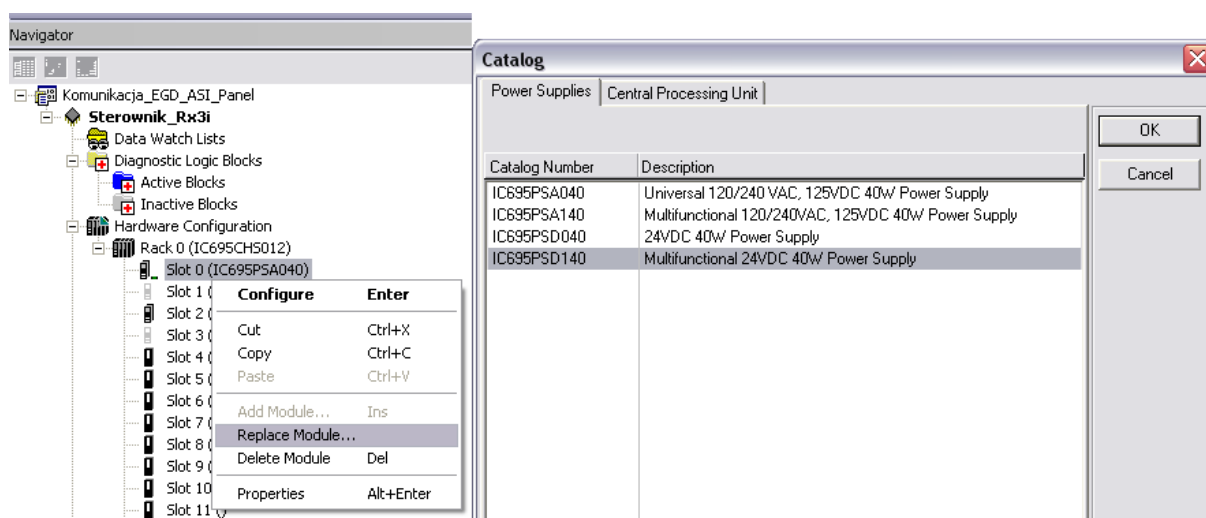 Navigator
Komunikacja_EGD_ASI_Panel
Sterownik_Rx3i
Data Watch Lists
Diagnostic Logic Blocks
Active Blocks
Inactive Blocks
Hardware Configuration
Rack 0 (IC695CHS012)
Slot 0 (IC695PSA040)
Slot 1 (
Slot 2 (
Slot 3 (
Slot 4 (
Slot 5 (
Slot 6 (
Slot 7 (
Slot 8 (
Slot 9 (
Slot 10
Slot 11 ()
Configure Enter
Cut Ctrl+X
Copy Ctrl+C
Paste Ctrl+V
Add Module... Ins
Replace Module...
Delete Module Del
Properties Alt+Enter
Catalog
Power Supplies Central Processing Unit
OK
Cancel
Catalog Number Description
IC695PSA040 Universal 120/240 VAC, 125VDC 40W Power Supply
IC695PSA140 Multifunctional 120/240VAC, 125VDC 40W Power Supply
IC695PSD040 24VDC 40W Power Supply
IC695PSD140 Multifunctional 24VDC 40W Power Supply